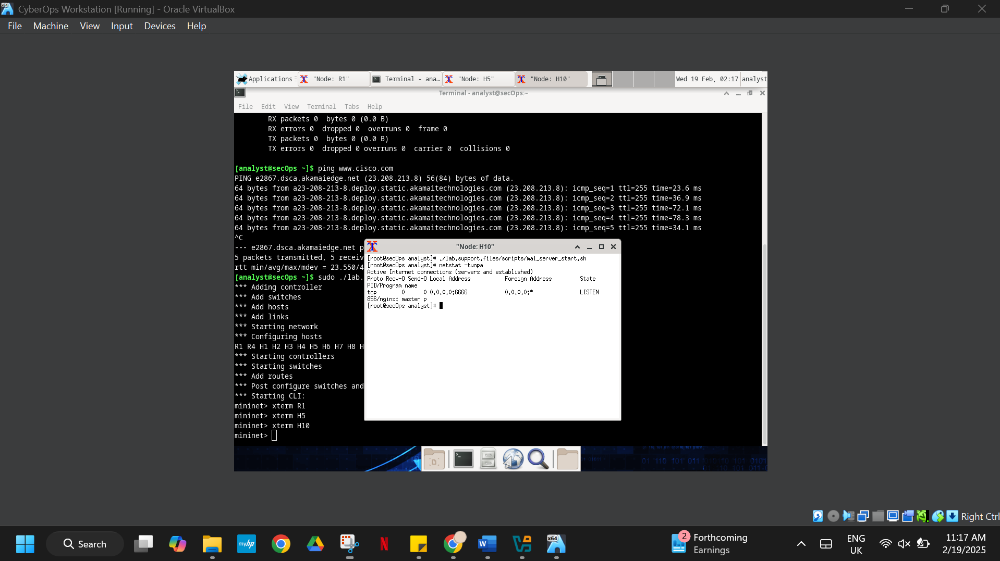 CyberOps Workstation [Running] - Oracle VirtualBox
File Machine View Input Devices Help
Applications "Node: R1" Terminal - ana... "Node: H5" "Node: H10" Wed 19 Feb, 02:17 analyst
Terminal - analyst@secOps:~
File Edit View Terminal Tabs Help
RX packets 0 bytes 0 (0.0 B)
RX errors 0 dropped 0 overruns 0 frame 0
TX packets 0 bytes 0 (0.0 B)
TX errors 0 dropped 0 overruns 0 carrier 0 collisions 0
[analyst@secOps ~]$ ping www.cisco.com
PING e2867.dsca.akamaiedge.net (23.208.213.8) 56(84) bytes of data.
64 bytes from a23-208-213-8.deploy.static.akamaitechnologies.com (23.208.213.8): icmp_seq=1 ttl=255 time=23.6 ms
64 bytes from a23-208-213-8.deploy.static.akamaitechnologies.com (23.208.213.8): icmp_seq=2 ttl=255 time=36.9 ms
64 bytes from a23-208-213-8.deploy.static.akamaitechnologies.com (23.208.213.8): icmp_seq=3 ttl=255 time=72.1 ms
64 bytes from a23-208-213-8.deploy.static.akamaitechnologies.com (23.208.213.8): icmp_seq=4 ttl=255 time=78.3 ms
64 bytes from a23-208-213-8.deploy.static.akamaitechnologies.com (23.208.213.8): icmp_seq=5 ttl=255 time=34.1 ms
^C
--- e2867.dsca.akamaiedge.net p
5 packets transmitted, 5 receiv
rtt min/avg/max/mdev = 23.550/4
[analyst@secOps ~]$ sudo ./lab.
*** Adding controller
*** Add switches
*** Add hosts
*** Add links
*** Starting network
*** Configuring hosts
R1 R4 H1 H2 H3 H4 H5 H6 H7 H8 H
*** Starting controllers
*** Starting switches
*** Add routes
*** Post configure switches and
*** Starting CLI:
mininet> xterm R1
mininet> xterm H5
mininet> xterm H10
mininet>
"Node: H10"
[root@secOps analyst]# ./lab.support.files/scripts/mal_server_start.sh
[root@secOps analyst]# netstat -tunpa
Active Internet connections (servers and established)
Proto Recv-Q Send-Q Local Address Foreign Address State
PID/Program name
tcp 0 0 0.0.0.0:6666 0.0.0.0:* LISTEN
856/nginx: master p
[root@secOps analyst]#
Right Ctrl
Search
myhp
x64
2
Forthcoming
Earnings
ENG
UK
11:17 AM
2/19/2025